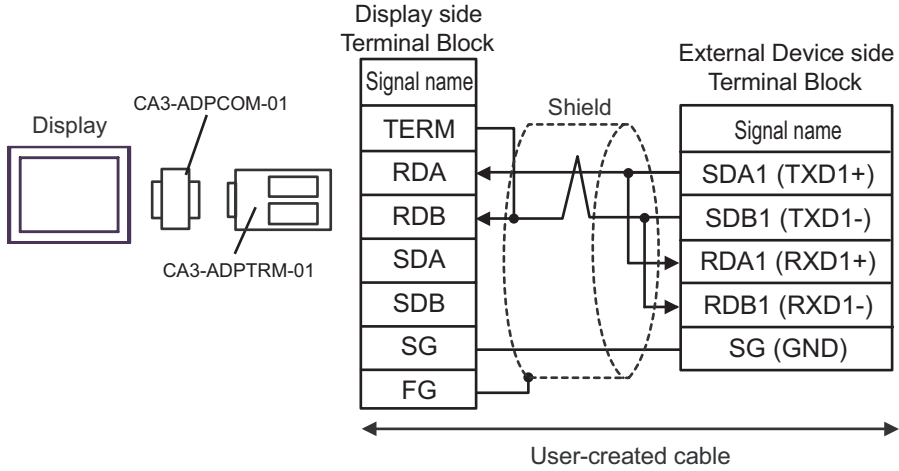 Display side
Terminal Block
External Device side
Terminal Block
CA3-ADPCOM-01
Display
CA3-ADPTRM-01
Shield
Signal name
TERM
RDA
RDB
SDA
SDB
SG
FG
Signal name
SDA1 (TXD1+)
SDB1 (TXD1-)
RDA1 (RXD1+)
RDB1 (RXD1-)
SG (GND)
User-created cable